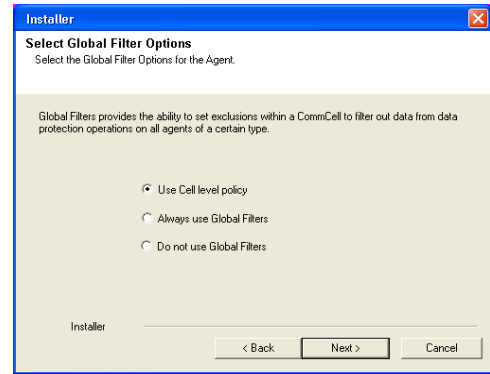 Installer
Select Global Filter Options
Select the Global Filter Options for the Agent.
Global Filters provides the ability to set exclusions within a CommCell to filter out data from data
protection operations on all agents of a certain type.
Use Cell level policy
Always use Global Filters
Do not use Global Filters
Installer
< Back
Next >
Cancel